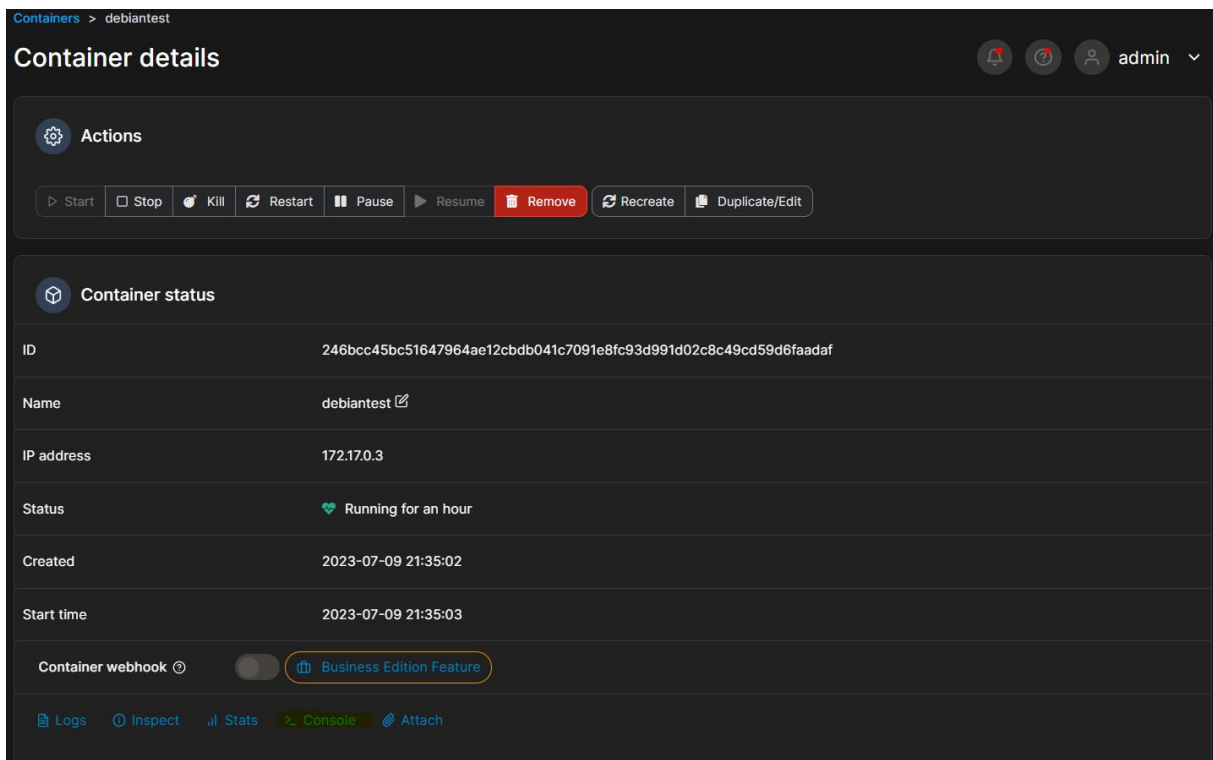 Containers > debiantest
Container details
admin
Actions
Start Stop Kill Restart Pause Resume Remove Recreate Duplicate/Edit
Container status
ID 246bcc45bc51647964ae12cbdb041c7091e8fc93d991d02c8c49cd59d6faadaf
Name debiantest
IP address 172.17.0.3
Status Running for an hour
Created 2023-07-09 21:35:02
Start time 2023-07-09 21:35:03
Container webhook Business Edition Feature
Logs Inspect Stats >_ Console Attach